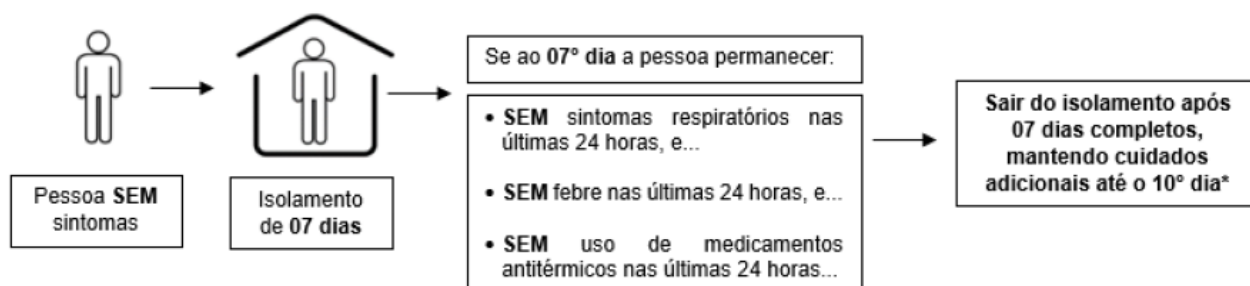 Pessoa SEM
sintomas
Isolamento
de 07 dias
Se ao 07º dia a pessoa permanecer:
• SEM sintomas respiratórios nas
últimas 24 horas, e...
• SEM febre nas últimas 24 horas, e...
• SEM uso de medicamentos
antitérmicos nas últimas 24 horas...
Sair do isolamento após
07 dias completos,
mantendo cuidados
adicionais até o 10º dia*